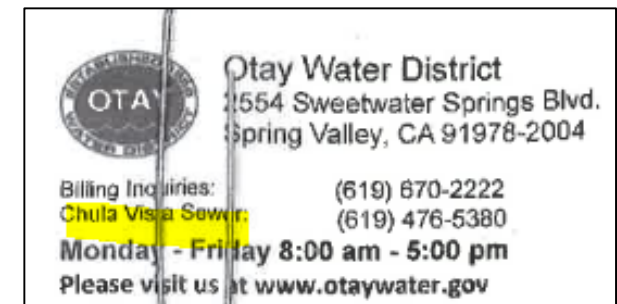 Otay Water District
2554 Sweetwater Springs Blvd.
Spring Valley, CA 91978-2004
OTAY
WATER DISTRICT
Billing Inquiries: (619) 670-2222
Chula Vista Sewer: (619) 476-5380
Monday - Friday 8:00 am - 5:00 pm
Please visit us at www.otaywater.gov